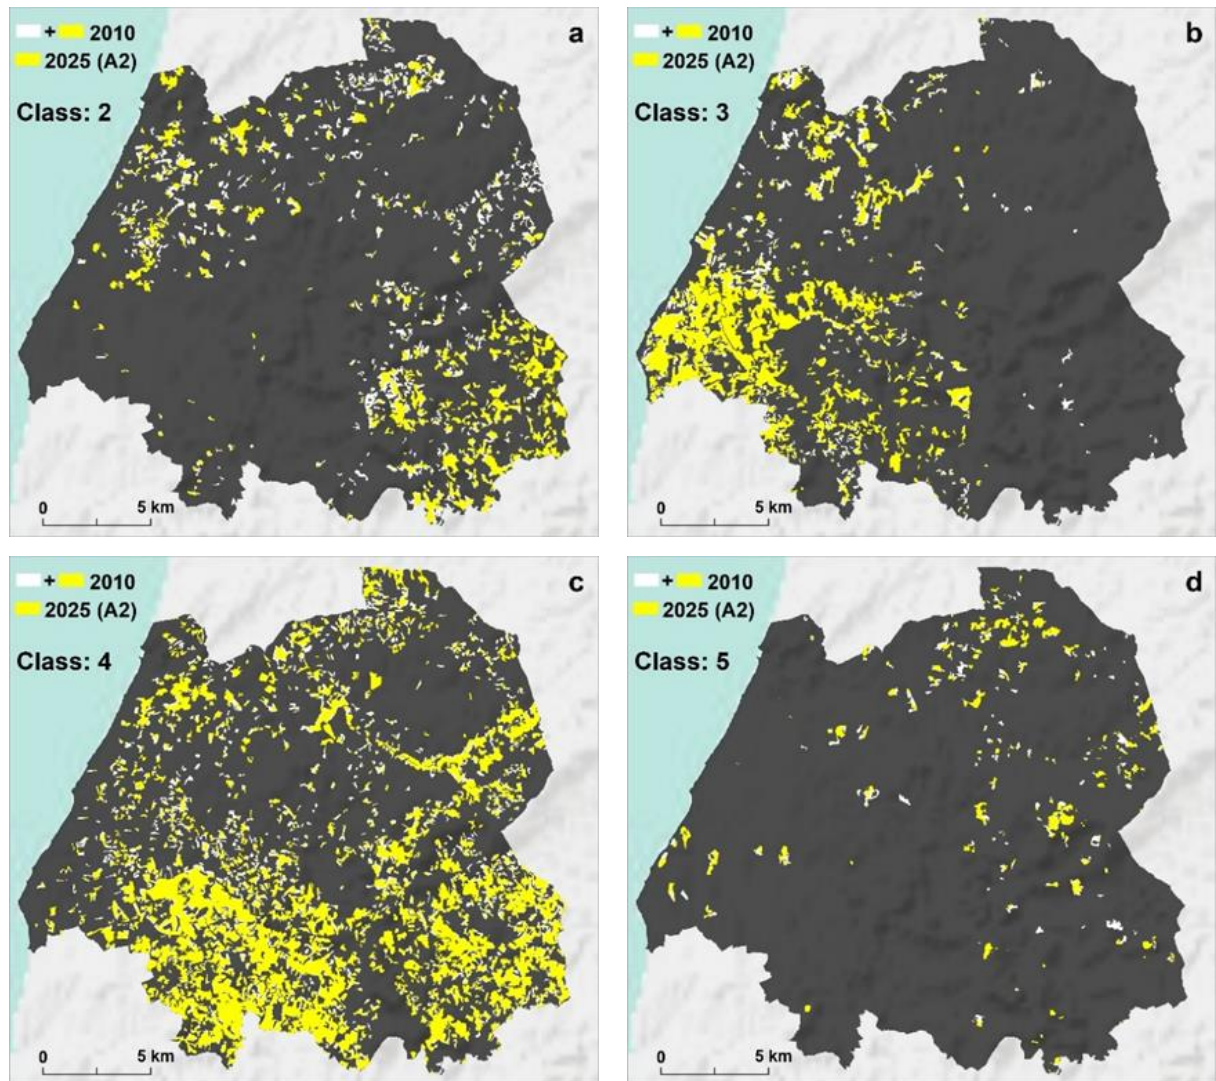 + 2010 a
2025 (A2)
Class: 2
0 5 km
+ 2010 b
2025 (A2)
Class: 3
0 5 km
+ 2010 c
2025 (A2)
Class: 4
0 5 km
+ 2010 d
2025 (A2)
Class: 5
0 5 km